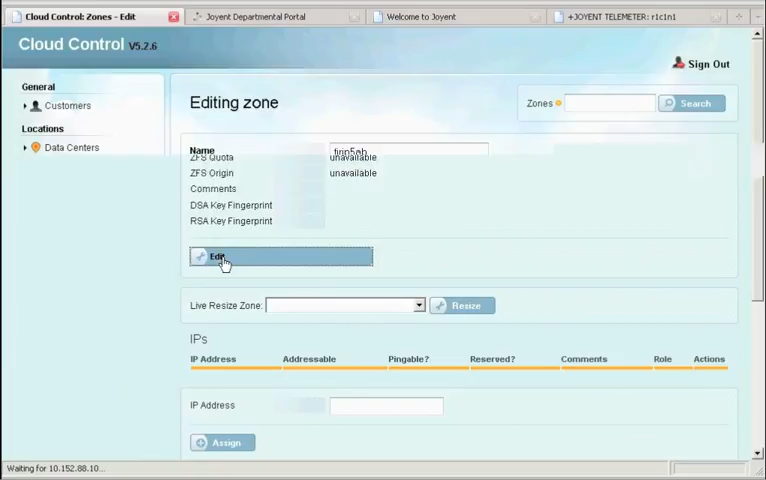 Cloud Control: Zones - Edit
Joyent Departmental Portal
Welcome to Joyent
+JOYENT TELEMETER: r1c1n1
Cloud Control V5.2.6
Sign Out
General
Customers
Locations
Data Centers
Editing zone
Zones
Search
Name
ZFS Quota unavailable
ZFS Origin unavailable
Comments
DSA Key Fingerprint
RSA Key Fingerprint
Edit
Live Resize Zone:
Resize
IPs
IP Address Addressable Pingable? Reserved? Comments Role Actions
IP Address
Assign
Waiting for 10.152.88.10...